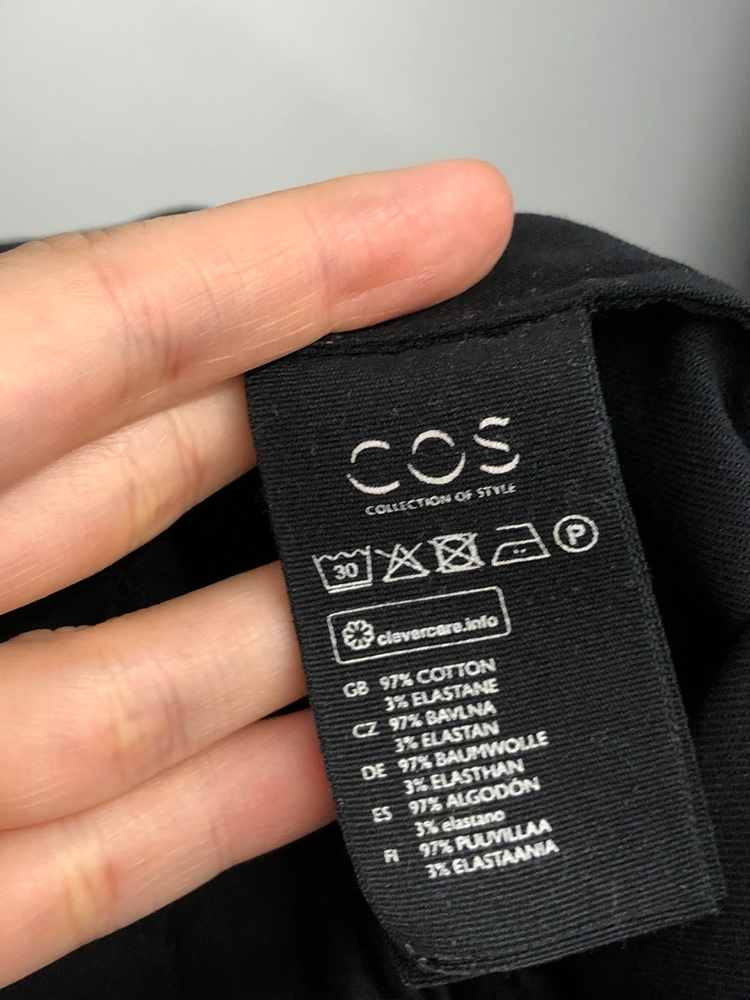 COS
COLLECTION OF STYLE
30 P
clevercare.info
GB 97% COTTON
3% ELASTANE
CZ 97% BAVLNA
3% ELASTAN
DE 97% BAUMWOLLE
3% ELASTHAN
ES 97% ALGODÓN
3% elastano
FI 97% PUUVILLAA
3% ELASTAANIA